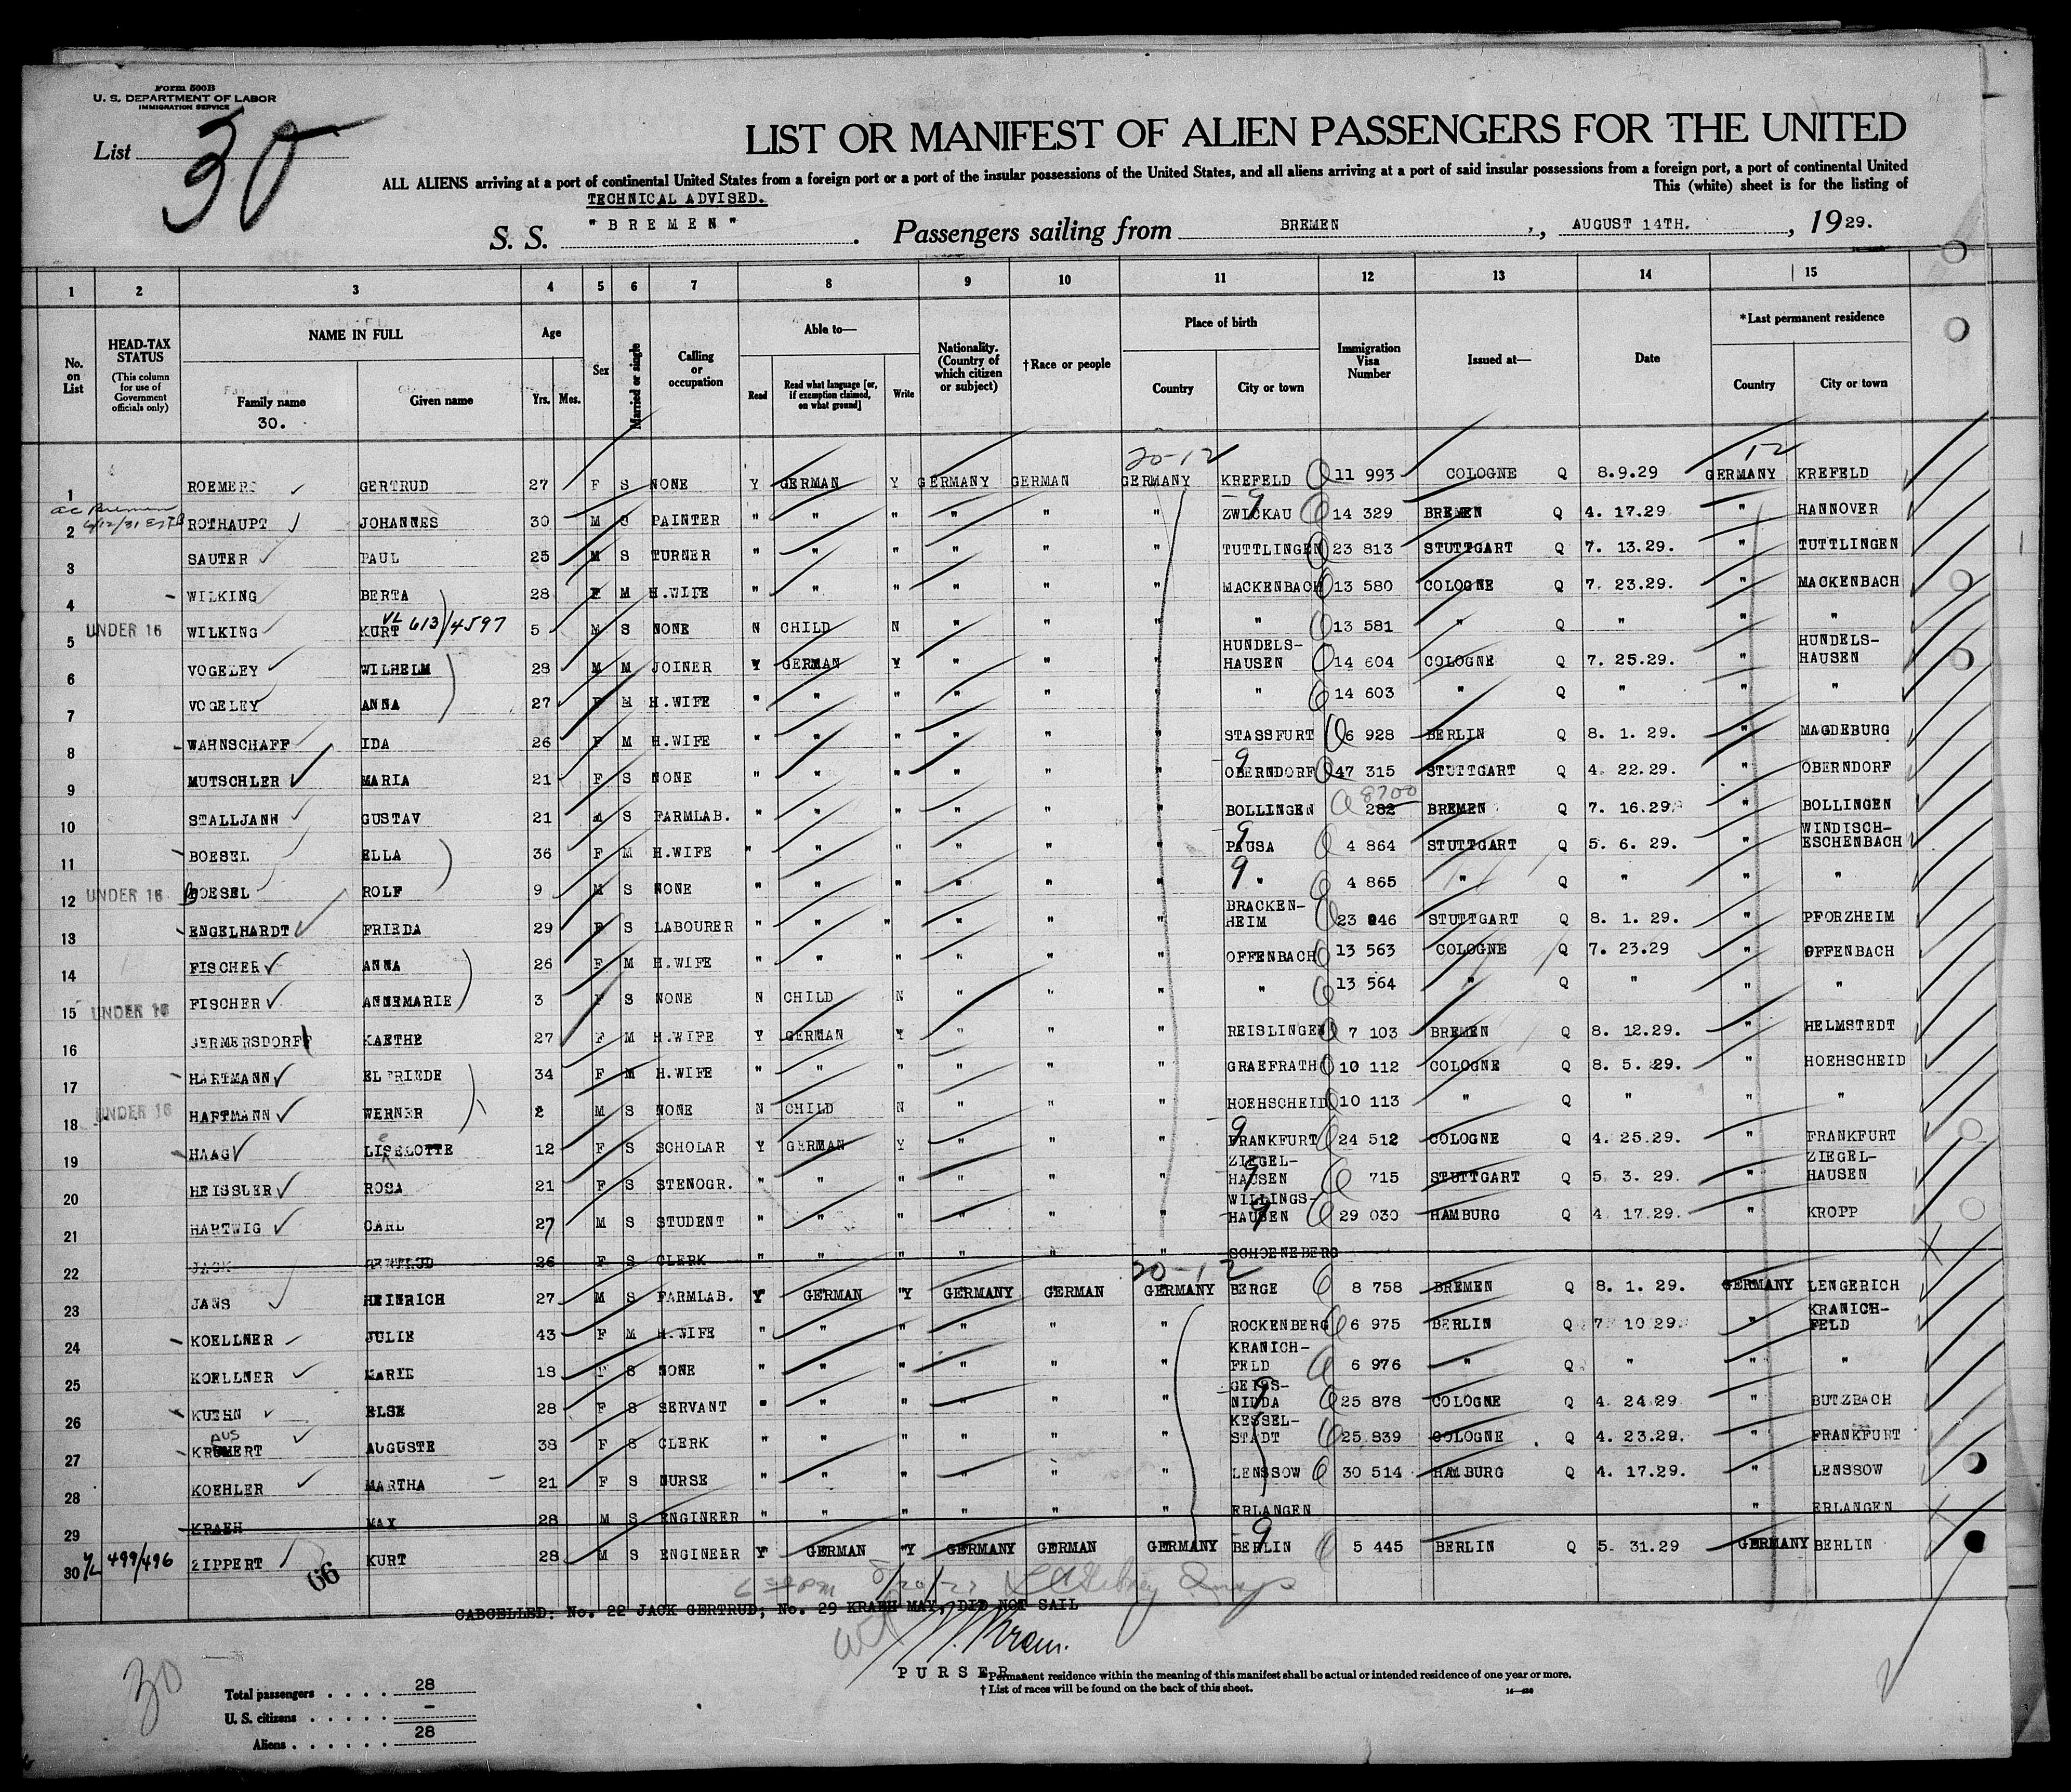 Form 500B
U. S. DEPARTMENT OF LABOR
IMMIGRATION SERVICE
List 30
LIST OR MANIFEST OF ALIEN PASSENGERS FOR THE UNITED
ALL ALIENS arriving at a port of continental United States from a foreign port or a port of the insular possessions of the United States, and all aliens arriving at a port of said insular possessions from a foreign port, a port of continental United
This (white) sheet is for the listing of
TECHNICAL ADVISED.
S. S. "BREMEN". Passengers sailing from BREMEN, AUGUST 14TH., 1929.
1 2 3 4 5 6 7 8 9 10 11 12 13 14 15
No. on List
HEAD-TAX STATUS
(This column for use of Government officials only)
NAME IN FULL
Family name
30.
Given name
Age
Yrs. Mos.
Sex
Married or single
Calling or occupation
Able to—
Read
Read what language [or, if exemption claimed, on what ground]
Write
Nationality. (Country of which citizen or subject)
†Race or people
Place of birth
Country
City or town
Immigration Visa Number
Issued at—
Date
*Last permanent residence
Country
City or town
20-12 12
1 ROEMERS GERTRUD 27 F S NONE Y GERMAN Y GERMANY GERMAN GERMANY KREFELD 11 993 COLOGNE Q 8.9.29 GERMANY KREFELD
2 ROTHAUPT JOHANNES 30 M S PAINTER " " " " " " ZWICKAU 14 329 BREMEN Q 4. 17.29 " HANNOVER
3 SAUTER PAUL 25 M S TURNER " " " " " " TUTTLINGEN 23 813 STUTTGART Q 7. 13.29. " TUTTLINGEN
4 WILKING BERTA 28 F M H.WIFE " " " " " " MACKENBACH 13 580 COLOGNE Q 7. 23.29. " MACKENBACH
5 UNDER 16 WILKING KURT VL 613/4597 5 M S NONE N CHILD N " " " " 13 581 " Q " " "
6 VOGELEY WILHELM 28 M M JOINER Y GERMAN Y " " " HUNDELS-HAUSEN 14 604 COLOGNE Q 7. 25.29. " HUNDELS-HAUSEN
7 VOGELEY ANNA 27 F M H.WIFE " " " " " " " 14 603 " Q " " "
8 WAHNSCHAFF IDA 26 F M H.WIFE " " " " " " STASSFURT 6 928 BERLIN Q 8. 1. 29. " MAGDEBURG
9 MUTSCHLER MARIA 21 F S NONE " " " " " " OBERNDORF 47 315 STUTTGART Q 4. 22.29. " OBERNDORF
10 STALLJANN GUSTAV 21 M S FARMLAB. " " " " " " BOLLINGEN 282 8700 BREMEN Q 7. 16.29. " BOLLINGEN
11 BOESEL ELLA 36 F M H.WIFE " " " " " " PAUSA 4 864 STUTTGART Q 5. 6. 29. " WINDISCH-ESCHENBACH
12 UNDER 16 BOESEL ROLF 9 M S NONE " " " " " " " 4 865 " Q " " "
13 ENGELHARDT FRIEDA 29 F S LABOURER " " " " " " BRACKEN-HEIM 23 946 STUTTGART Q 8. 1. 29. " PFORZHEIM
14 FISCHER ANNA 26 F M H.WIFE " " " " " " OFFENBACH 13 563 COLOGNE Q 7. 23.29 " OFFENBACH
15 UNDER 16 FISCHER ANNEMARIE 3 F S NONE N CHILD N " " " " 13 564 " Q " " "
16 GERMERSDORFF KAETHE 27 F M H.WIFE Y GERMAN Y " " " REISLINGEN 7 103 BREMEN Q 8. 12.29. " HELMSTEDT
17 HARTMANN ELFRIEDE 34 F M H.WIFE " " " " " " GRAEFRATH 10 112 COLOGNE Q 8. 5. 29. " HOEHSCHEID
18 UNDER 16 HARTMANN WERNER 2 M S NONE N CHILD N " " " HOEHSCHEID 10 113 " Q " " "
19 HAAG LISELOTTE 12 F S SCHOLAR Y GERMAN Y " " " FRANKFURT 24 512 COLOGNE Q 4. 25.29. " FRANKFURT
20 HEISSLER ROSA 21 F S STENOGR. " " " " " " ZIEGEL-HAUSEN 715 STUTTGART Q 5. 3. 29. " ZIEGEL-HAUSEN
21 HARTWIG CARL 27 M S STUDENT " " " " " " WILLINGS-HAUSEN 29 030 HAMBURG Q 4. 17.29. " KROPP
22 JACK GERTRUD 26 F S CLERK " " " " " " SCHOENEBERG
20-12
23 JANS HEINRICH 27 M S FARMLAB. Y GERMAN Y GERMANY GERMAN GERMANY BERGE 8 758 BREMEN Q 8. 1. 29. GERMANY LENGERICH
24 KOELLNER JULIE 43 F M H.WIFE " " " " " " ROCKENBERG 6 975 BERLIN Q 7. 10 29. " KRANICH-FELD
25 KOELLNER MARIE 18 F S NONE " " " " " " KRANICH-FELD 6 976 " Q " " "
26 KUEHN ELSE 28 F S SERVANT " " " " " " GEISS-NIDDA 25 878 COLOGNE Q 4. 24 29 " BUTZBACH
27 KRAUSERT AUGUSTE 38 F S CLERK " " " " " " KESSEL-STADT 25 839 COLOGNE Q 4. 23.29. " FRANKFURT
28 KOEHLER MARTHA 21 F S NURSE " " " " " " LENSSOW 30 514 HAMBURG Q 4. 17.29. " LENSSOW
29 KRAEH MAX 28 M S ENGINEER " " " " " " ERLANGEN " ERLANGEN
30 VL 499/496 ZIPPERT KURT 28 M S ENGINEER Y GERMAN Y GERMANY GERMAN GERMANY BERLIN 5 445 BERLIN Q 5. 31.29 GERMANY BERLIN
66
CABCELLED: No. 22 JACK GERTRUD; No. 29 KRAEH MAY, DID NOT SAIL
PURSER
*Permanent residence within the meaning of this manifest shall be actual or intended residence of one year or more.
† List of races will be found on the back of this sheet.
30
Total passengers . . . . 28
U. S. citizens . . . . . –
Aliens . . . . . . 28